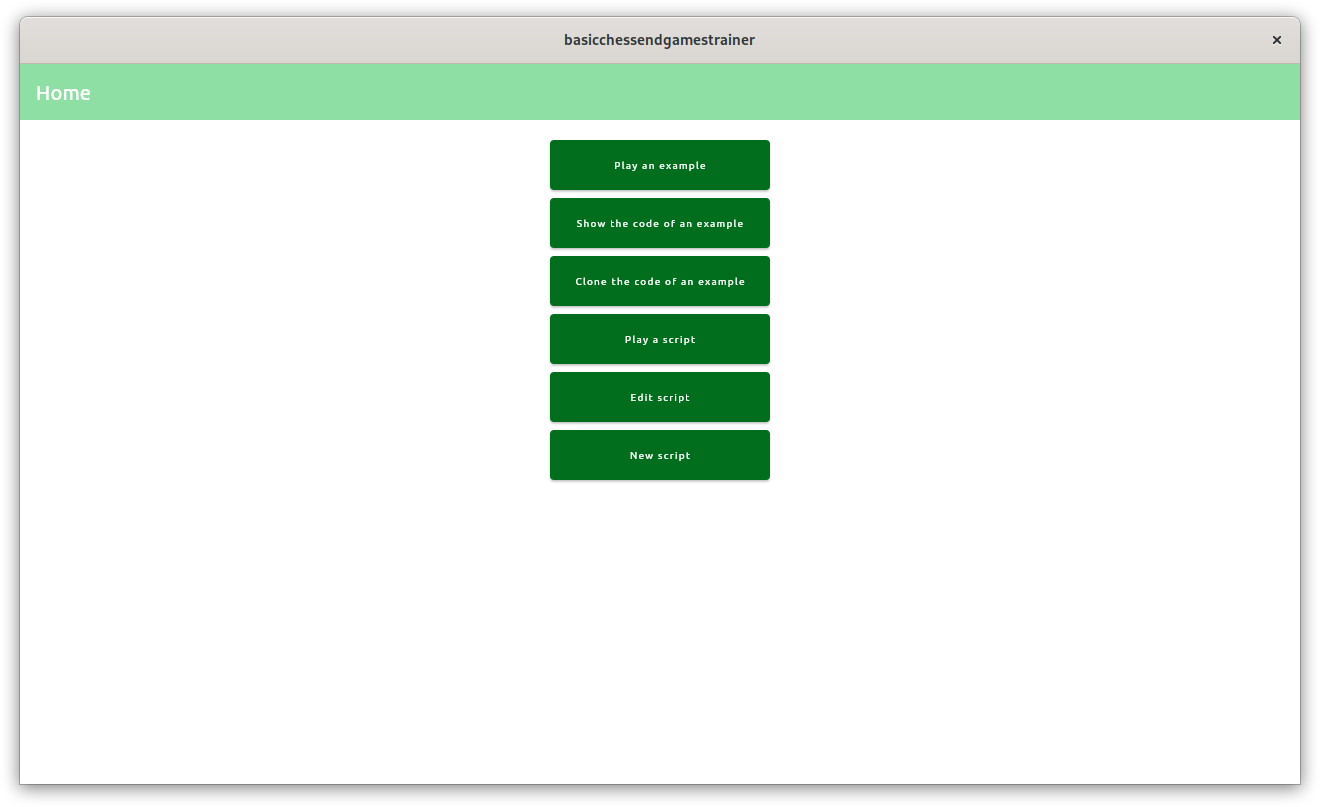 basicchessendgamestrainer
Home
Play an example
Show the code of an example
Clone the code of an example
Play a script
Edit script
New script